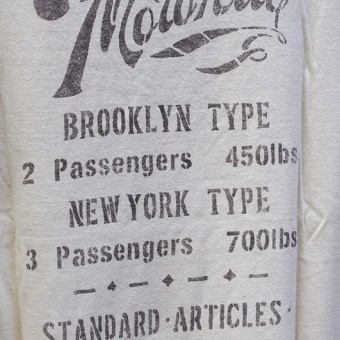 BROOKLYN TYPE
2 Passengers 450lbs
NEW YORK TYPE
3 Passengers 700lbs
STANDARD·ARTICLES·